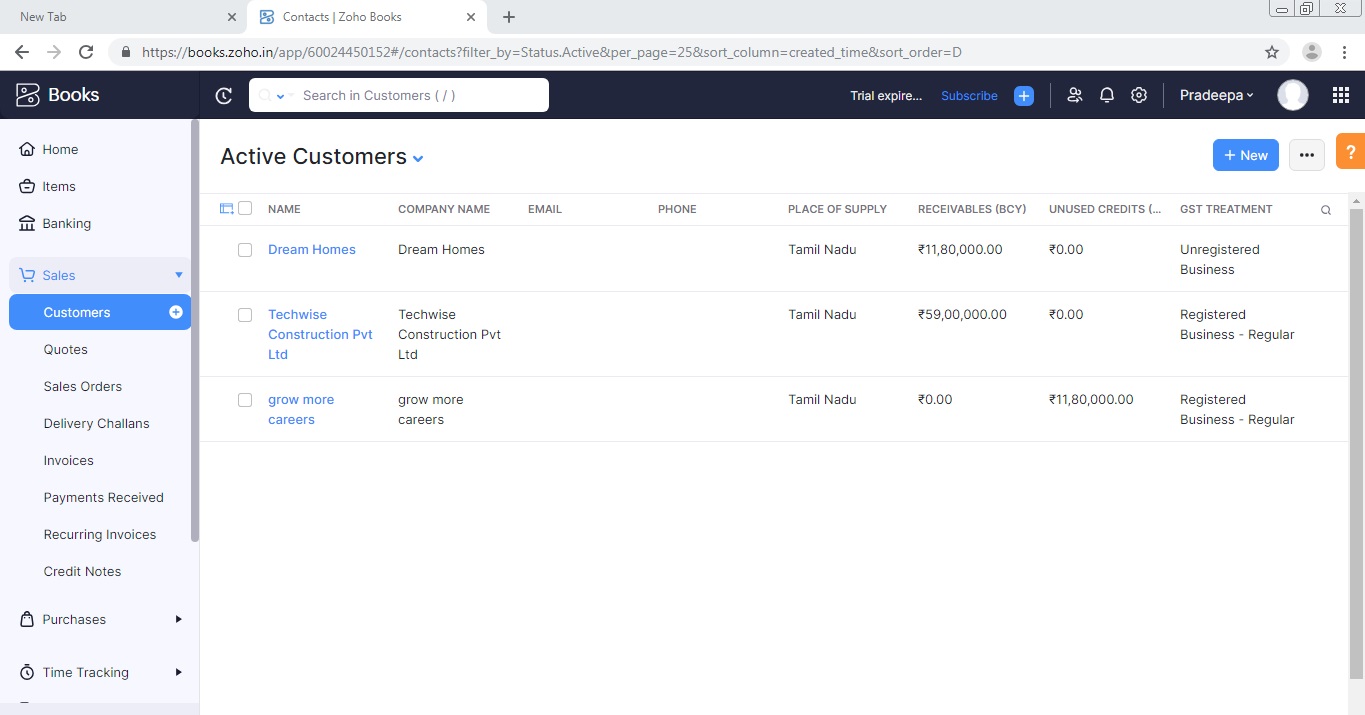 New Tab
Contacts | Zoho Books
https://books.zoho.in/app/60024450152#/contacts?filter_by=Status.Active&per_page=25&sort_column=created_time&sort_order=D
Books
Search in Customers ( / )
Trial expire...
Subscribe
Pradeepa
Home
Items
Banking
Sales
Customers
Quotes
Sales Orders
Delivery Challans
Invoices
Payments Received
Recurring Invoices
Credit Notes
Purchases
Time Tracking
Active Customers
+ New
?
NAME COMPANY NAME EMAIL PHONE PLACE OF SUPPLY RECEIVABLES (BCY) UNUSED CREDITS (... GST TREATMENT
Dream Homes Dream Homes Tamil Nadu ₹11,80,000.00 ₹0.00 Unregistered
Business
Techwise Techwise Tamil Nadu ₹59,00,000.00 ₹0.00 Registered
Construction Pvt Construction Pvt Business - Regular
Ltd Ltd
grow more grow more Tamil Nadu ₹0.00 ₹11,80,000.00 Registered
careers careers Business - Regular